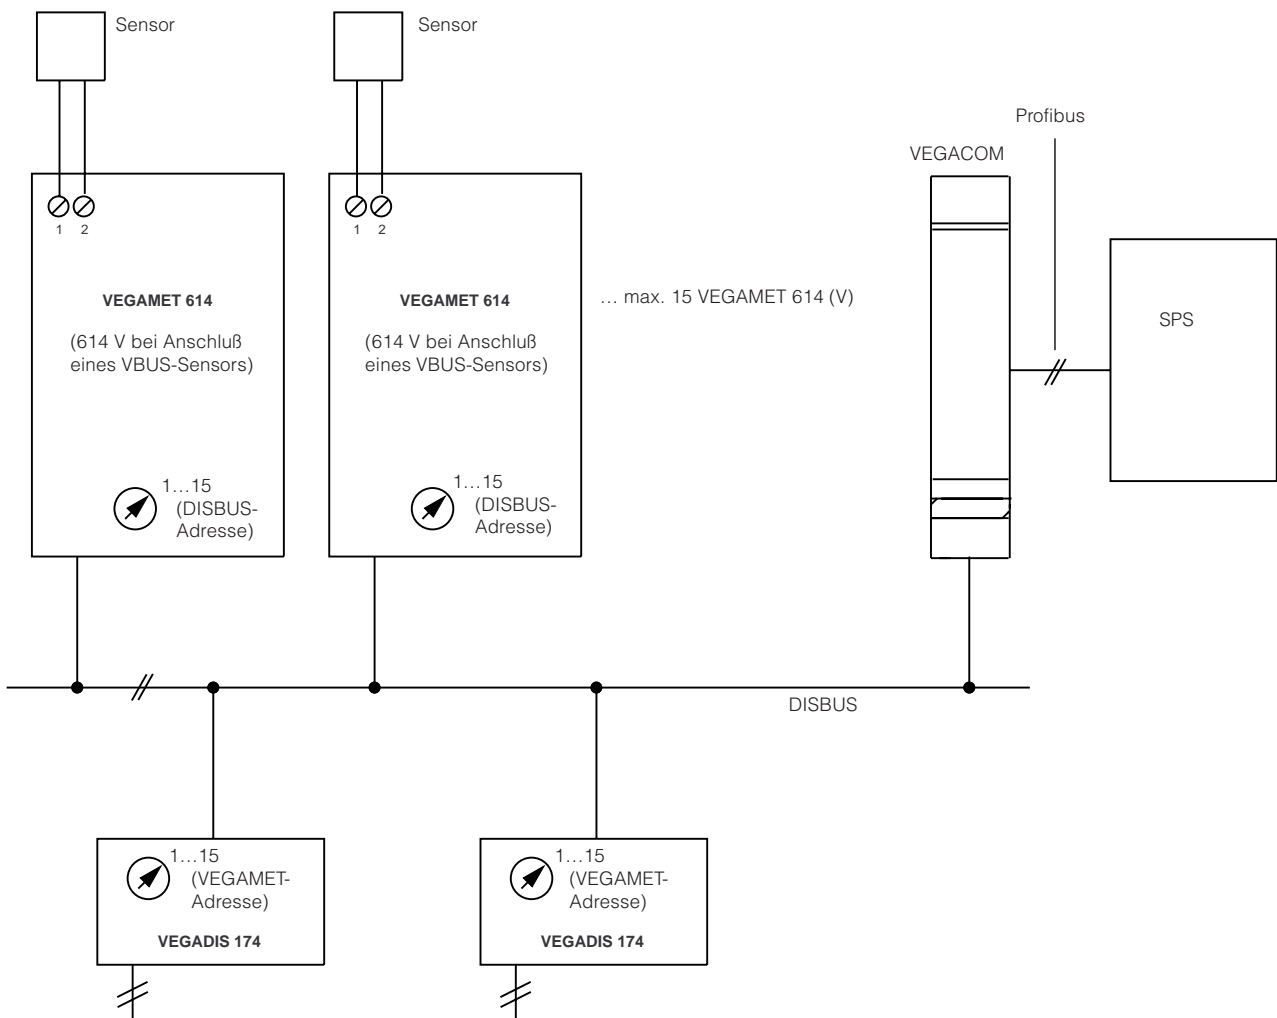 Sensor
Sensor
Profibus
VEGACOM
1 2
1 2
VEGAMET 614
VEGAMET 614
… max. 15 VEGAMET 614 (V)
SPS
(614 V bei Anschluß
eines VBUS-Sensors)
(614 V bei Anschluß
eines VBUS-Sensors)
1…15
(DISBUS-
Adresse)
1…15
(DISBUS-
Adresse)
DISBUS
1…15
(VEGAMET-
Adresse)
VEGADIS 174
1…15
(VEGAMET-
Adresse)
VEGADIS 174